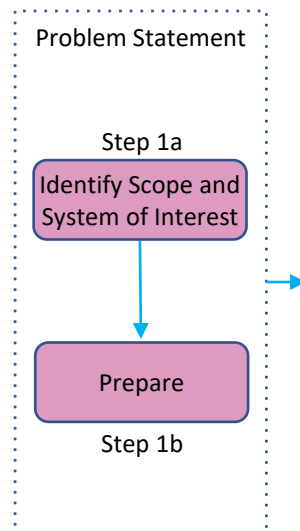 Problem Statement
Step 1a
Identify Scope and
System of Interest
Prepare
Step 1b